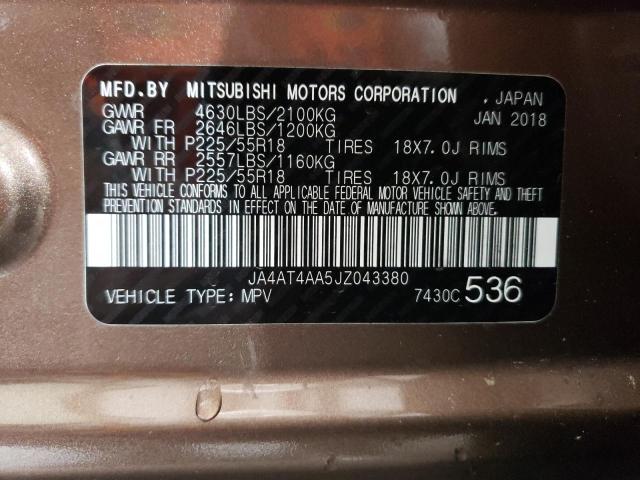 MFD.BY MITSUBISHI MOTORS CORPORATION , JAPAN
GVWR 4630LBS/2100KG JAN 2018
GAWR FR 2646LBS/1200KG
WITH P225/55R18 TIRES 18X7.0J RIMS
GAWR RR 2557LBS/1160KG
WITH P225/55R18 TIRES 18X7.0J RIMS
THIS VEHICLE CONFORMS TO ALL APPLICABLE FEDERAL MOTOR VEHICLE SAFETY AND THEFT
PREVENTION STANDARDS IN EFFECT ON THE DATE OF MANUFACTURE SHOWN ABOVE.
JA4AT4AA5JZ043380
VEHICLE TYPE: MPV 7430C 536